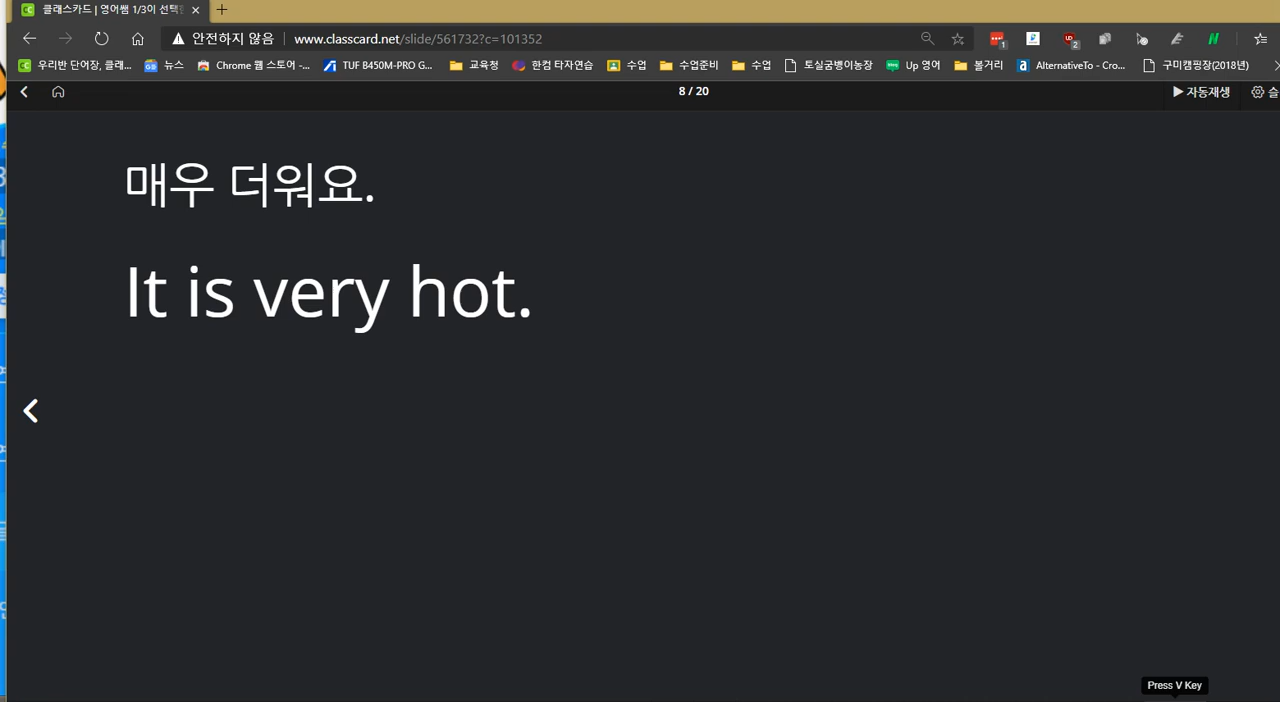 클래스카드 | 영어쌤 1/3이 선택
안전하지 않음 www.classcard.net/slide/561732?c=101352
1 2
우리반 단어장, 클래... 뉴스 Chrome 웹 스토어 -... TUF B450M-PRO G... 교육청 한컴 타자연습 수업 수업준비 수업 토실굼벵이농장 Up 영어 볼거리 AlternativeTo - Cro... 구미캠핑장(2018년)
8 / 20 자동재생 슬
매우 더워요.
It is very hot.
Press V Key